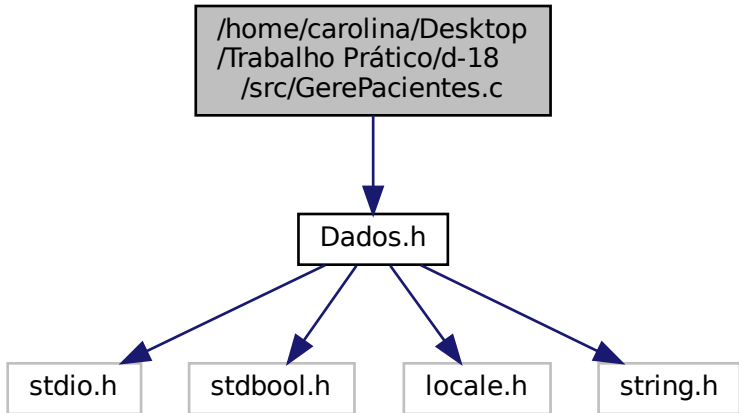 /home/carolina/Desktop
/Trabalho Prático/d-18
/src/GerePacientes.c
Dados.h
stdio.h
stdbool.h
locale.h
string.h